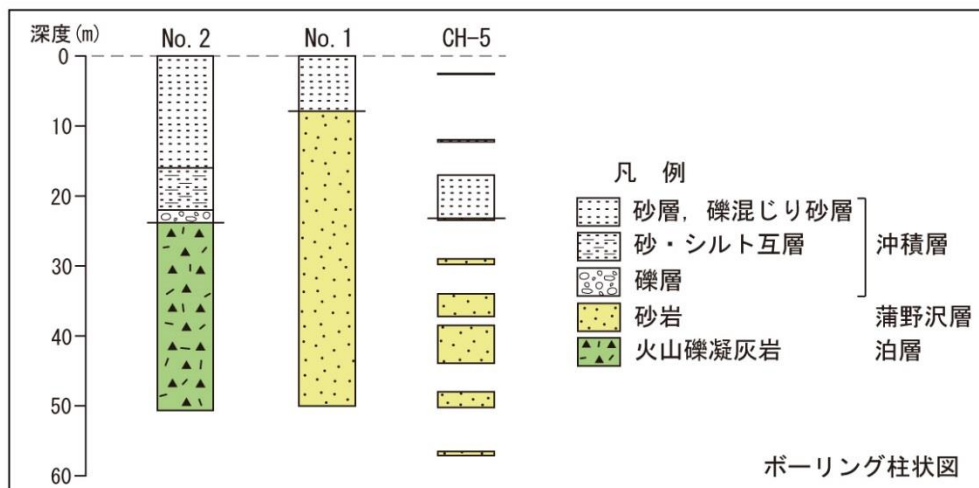 深度(m)
No. 2
No. 1
CH-5
0
10
20
30
40
50
60
凡 例
砂層，礫混じり砂層
砂・シルト互層
礫層
沖積層
砂岩
蒲野沢層
火山礫凝灰岩
泊層
ボーリング柱状図